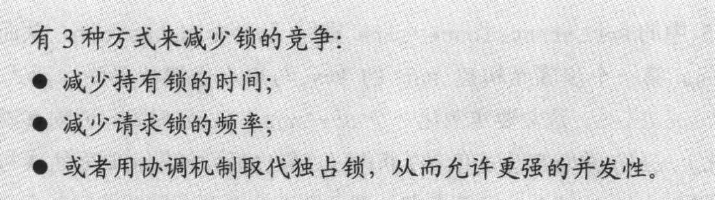 有3种方式来减少锁的竞争:
● 减少持有锁的时间;
● 减少请求锁的频率;
● 或者用协调机制取代独占锁，从而允许更强的并发性。